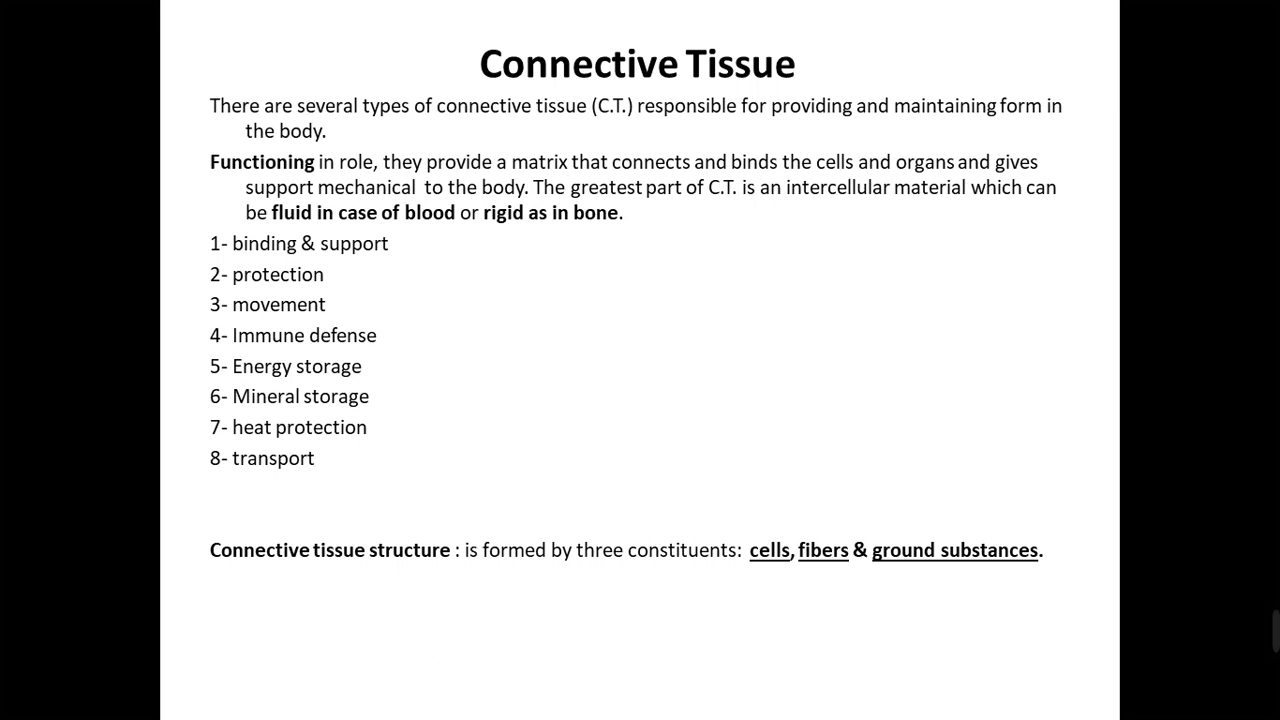 Connective Tissue
There are several types of connective tissue (C.T.) responsible for providing and maintaining form in
the body.
Functioning in role, they provide a matrix that connects and binds the cells and organs and gives
support mechanical to the body. The greatest part of C.T. is an intercellular material which can
be fluid in case of blood or rigid as in bone.
1- binding & support
2- protection
3- movement
4- Immune defense
5- Energy storage
6- Mineral storage
7- heat protection
8- transport
Connective tissue structure : is formed by three constituents: cells, fibers & ground substances.